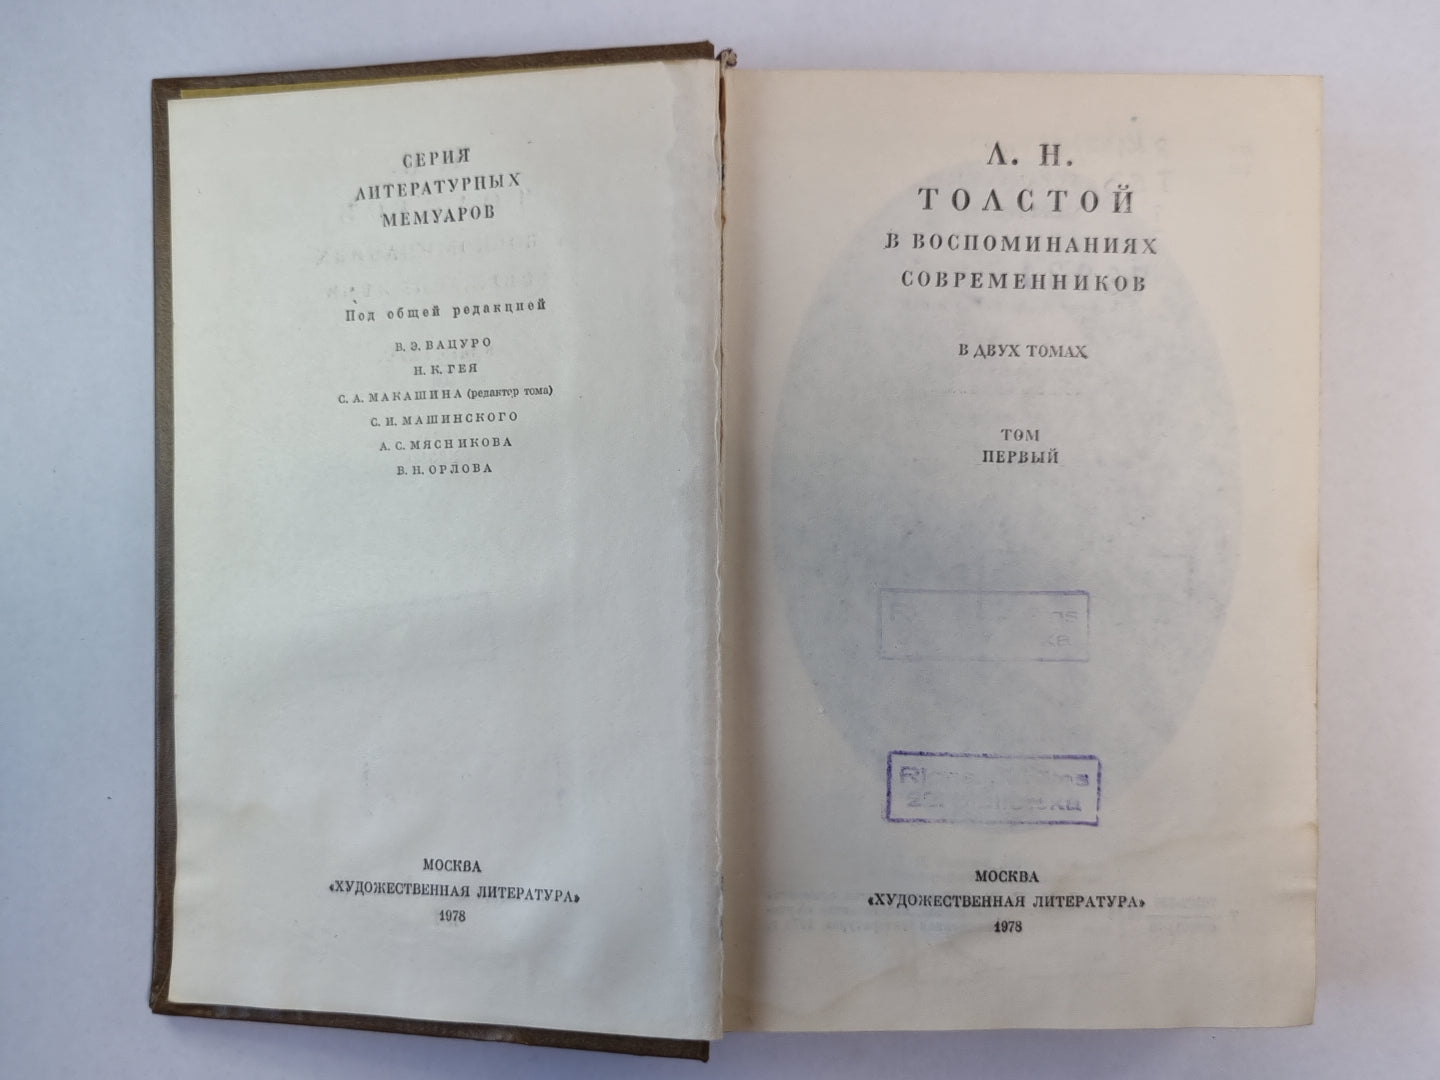 СЕРИЯ
ЛИТЕРАТУРНЫХ
МЕМУАРОВ
Под общей редакцией
В. Э. ВАЦУРО
Н. К. ГЕЯ
С. А. МАКАШИНА (редактор тома)
С. И. МАШИНСКОГО
А. С. МЯСНИКОВА
В. Н. ОРЛОВА
МОСКВА
«ХУДОЖЕСТВЕННАЯ ЛИТЕРАТУРА»
1978
Л. Н.
ТОЛСТОЙ
В ВОСПОМИНАНИЯХ
СОВРЕМЕННИКОВ
В ДВУХ ТОМАХ
ТОМ
ПЕРВЫЙ
МОСКВА
«ХУДОЖЕСТВЕННАЯ ЛИТЕРАТУРА»
1978